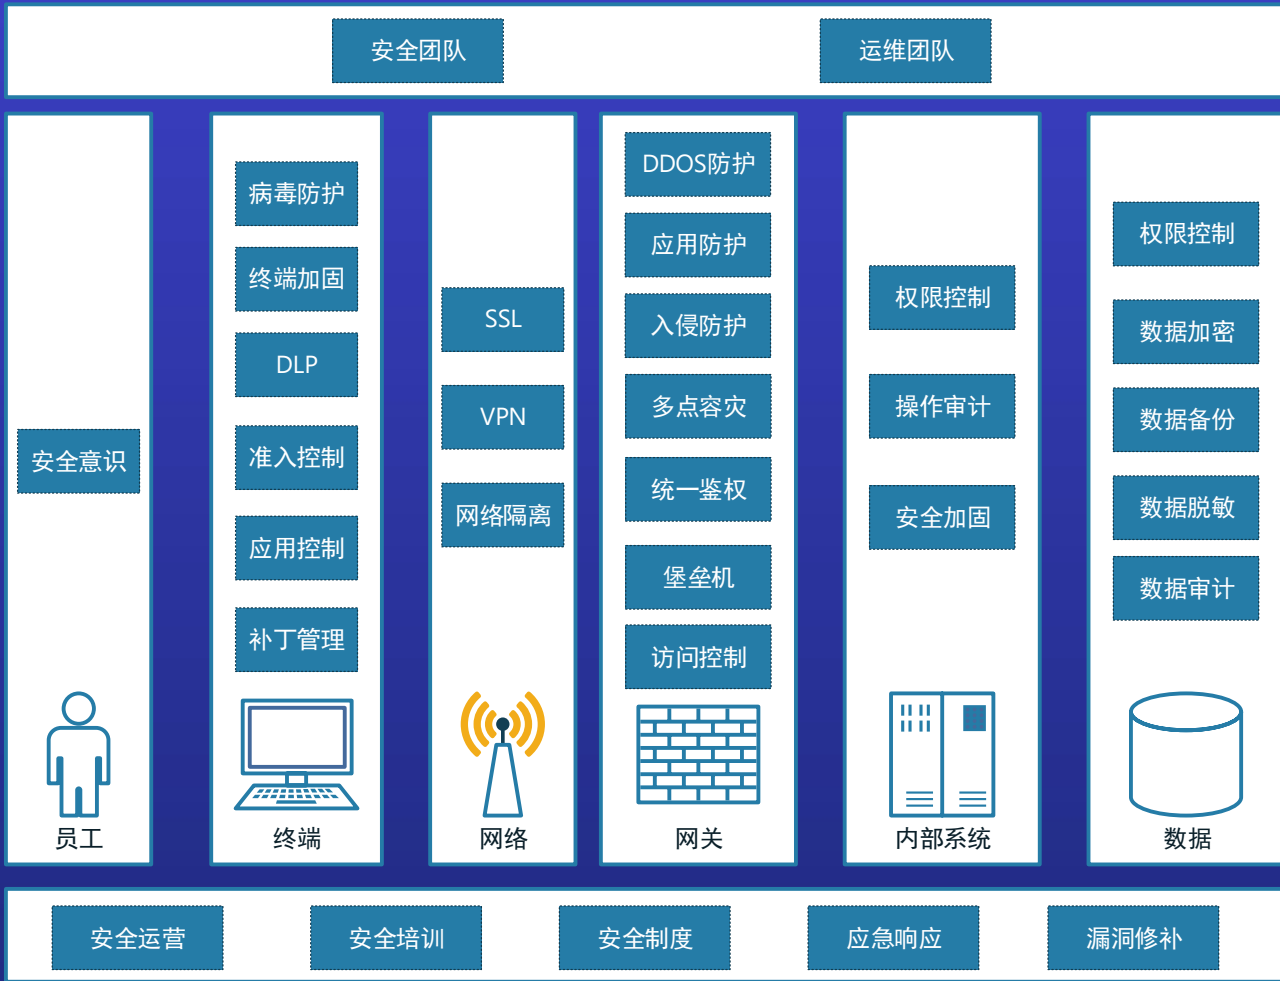 安全团队
运维团队
安全意识
员工
病毒防护
终端加固
DLP
准入控制
应用控制
补丁管理
终端
SSL
VPN
网络隔离
网络
DDOS防护
应用防护
入侵防护
多点容灾
统一鉴权
堡垒机
访问控制
网关
权限控制
操作审计
安全加固
内部系统
权限控制
数据加密
数据备份
数据脱敏
数据审计
数据
安全运营
安全培训
安全制度
应急响应
漏洞修补